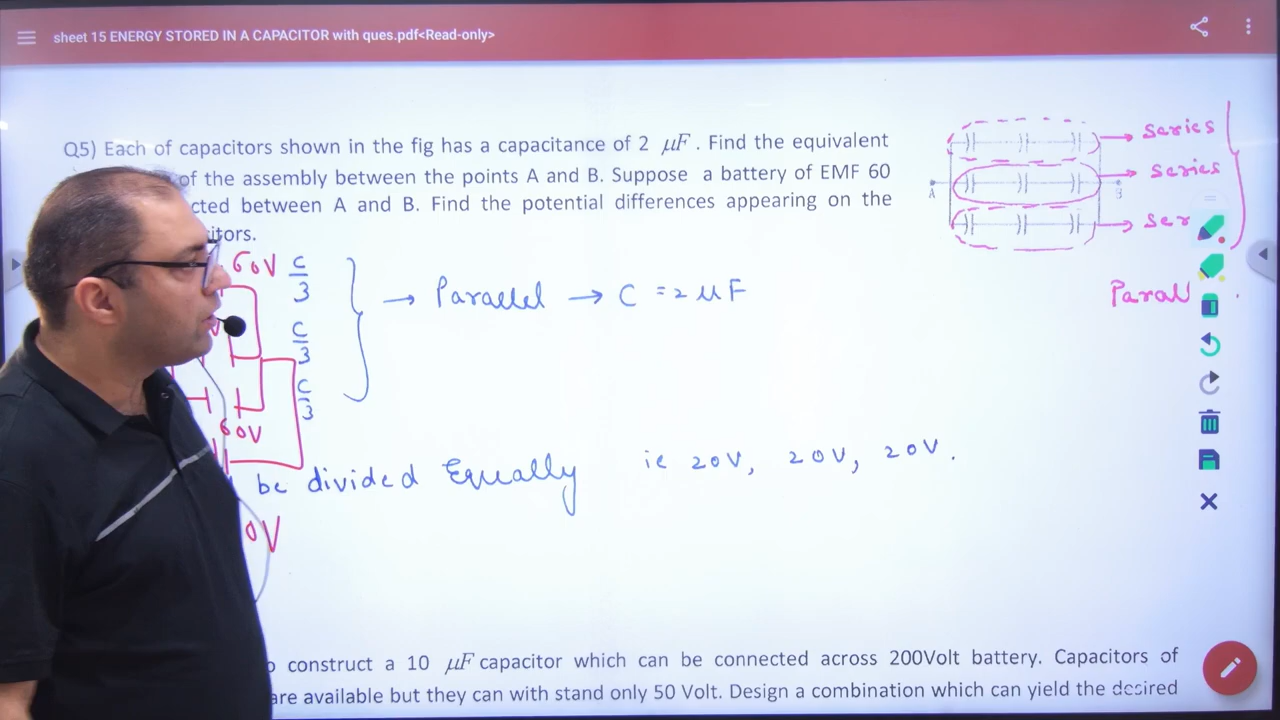 sheet 15 ENERGY STORED IN A CAPACITOR with ques.pdf<Read-only>
Q5) Each of capacitors shown in the fig has a capacitance of 2 μF . Find the equivalent
of the assembly between the points A and B. Suppose a battery of EMF 60
cted between A and B. Find the potential differences appearing on the
itors.
Series
Series
Ser
A
B
Parall
60V C/3
C/3
C/3
→ Parallel → C = 2 μF
60V
be divided Equally ie 20V, 20V, 20V.
0V
construct a 10 μF capacitor which can be connected across 200Volt battery. Capacitors of
are available but they can with stand only 50 Volt. Design a combination which can yield the desired